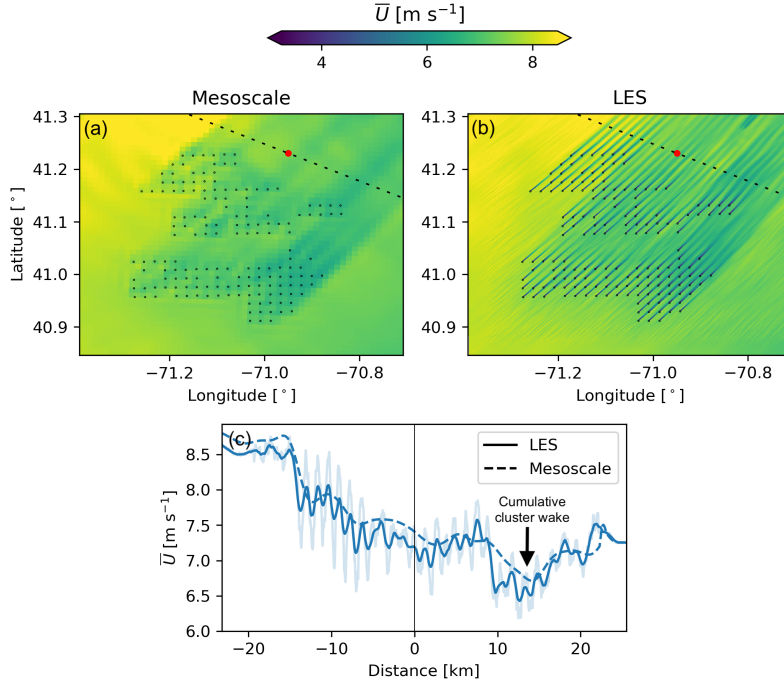 U̅ [m s⁻¹]
4 6 8
Mesoscale LES
(a) (b)
41.3 41.3
41.2 41.2
41.1 41.1
41.0 41.0
40.9 40.9
Latitude [°]
−71.2 −71.0 −70.8 −71.2 −71.0 −70.8
Longitude [°] Longitude [°]
(c)
LES
Mesoscale
Cumulative
cluster wake
8.5
8.0
7.5
7.0
6.5
6.0
U̅ [m s⁻¹]
−20 −10 0 10 20
Distance [km]